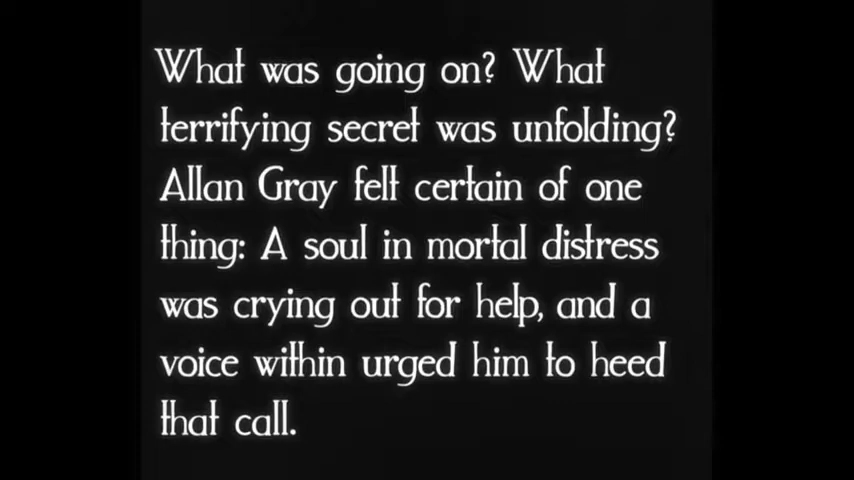 What was going on? What
terrifying secret was unfolding?
Allan Gray felt certain of one
thing: A soul in mortal distress
was crying out for help, and a
voice within urged him to heed
that call.